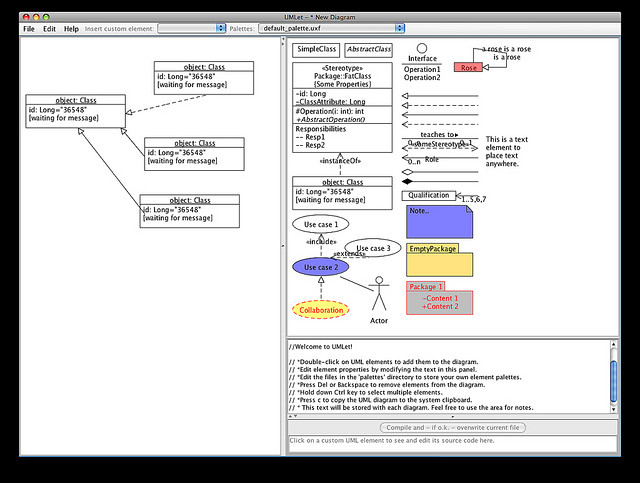 UMLet - * New Diagram
File Edit Help Insert custom element: Palettes: default_palette.uxf
object: Class
id: Long="36548"
[waiting for message]
object: Class
id: Long="36548"
[waiting for message]
object: Class
id: Long="36548"
[waiting for message]
object: Class
id: Long="36548"
[waiting for message]
SimpleClass
AbstractClass
«Stereotype»
Package::FatClass
{Some Properties}
-id: Long
-ClassAttribute: Long
#Operation(i: int): int
+AbstractOperation()
Responsibilities
-- Resp1
-- Resp2
«instanceOf»
object: Class
id: Long="36548"
[waiting for message]
Use case 1
«include»
Use case 3
«extends»
Use case 2
Collaboration
Actor
Interface
Operation1
Operation2
a rose is a rose
is a rose
Rose
teaches to
0..n
0..1
Role
0..n
This is a text
element to
place text
anywhere.
Qualification
1..5,6,7
Note..
EmptyPackage
Package 1
-Content 1
+Content 2
//Welcome to UMLet!
// *Double-click on UML elements to add them to the diagram.
// *Edit element properties by modifying the text in this panel.
// *Edit the files in the 'palettes' directory to store your own element palettes.
// *Press Del or Backspace to remove elements from the diagram.
// *Hold down Ctrl key to select multiple elements.
// *Press c to copy the UML diagram to the system clipboard.
// * This text will be stored with each diagram. Feel free to use the area for notes.
Compile and - if o.k. - overwrite current file
Click on a custom UML element to see and edit its source code here.